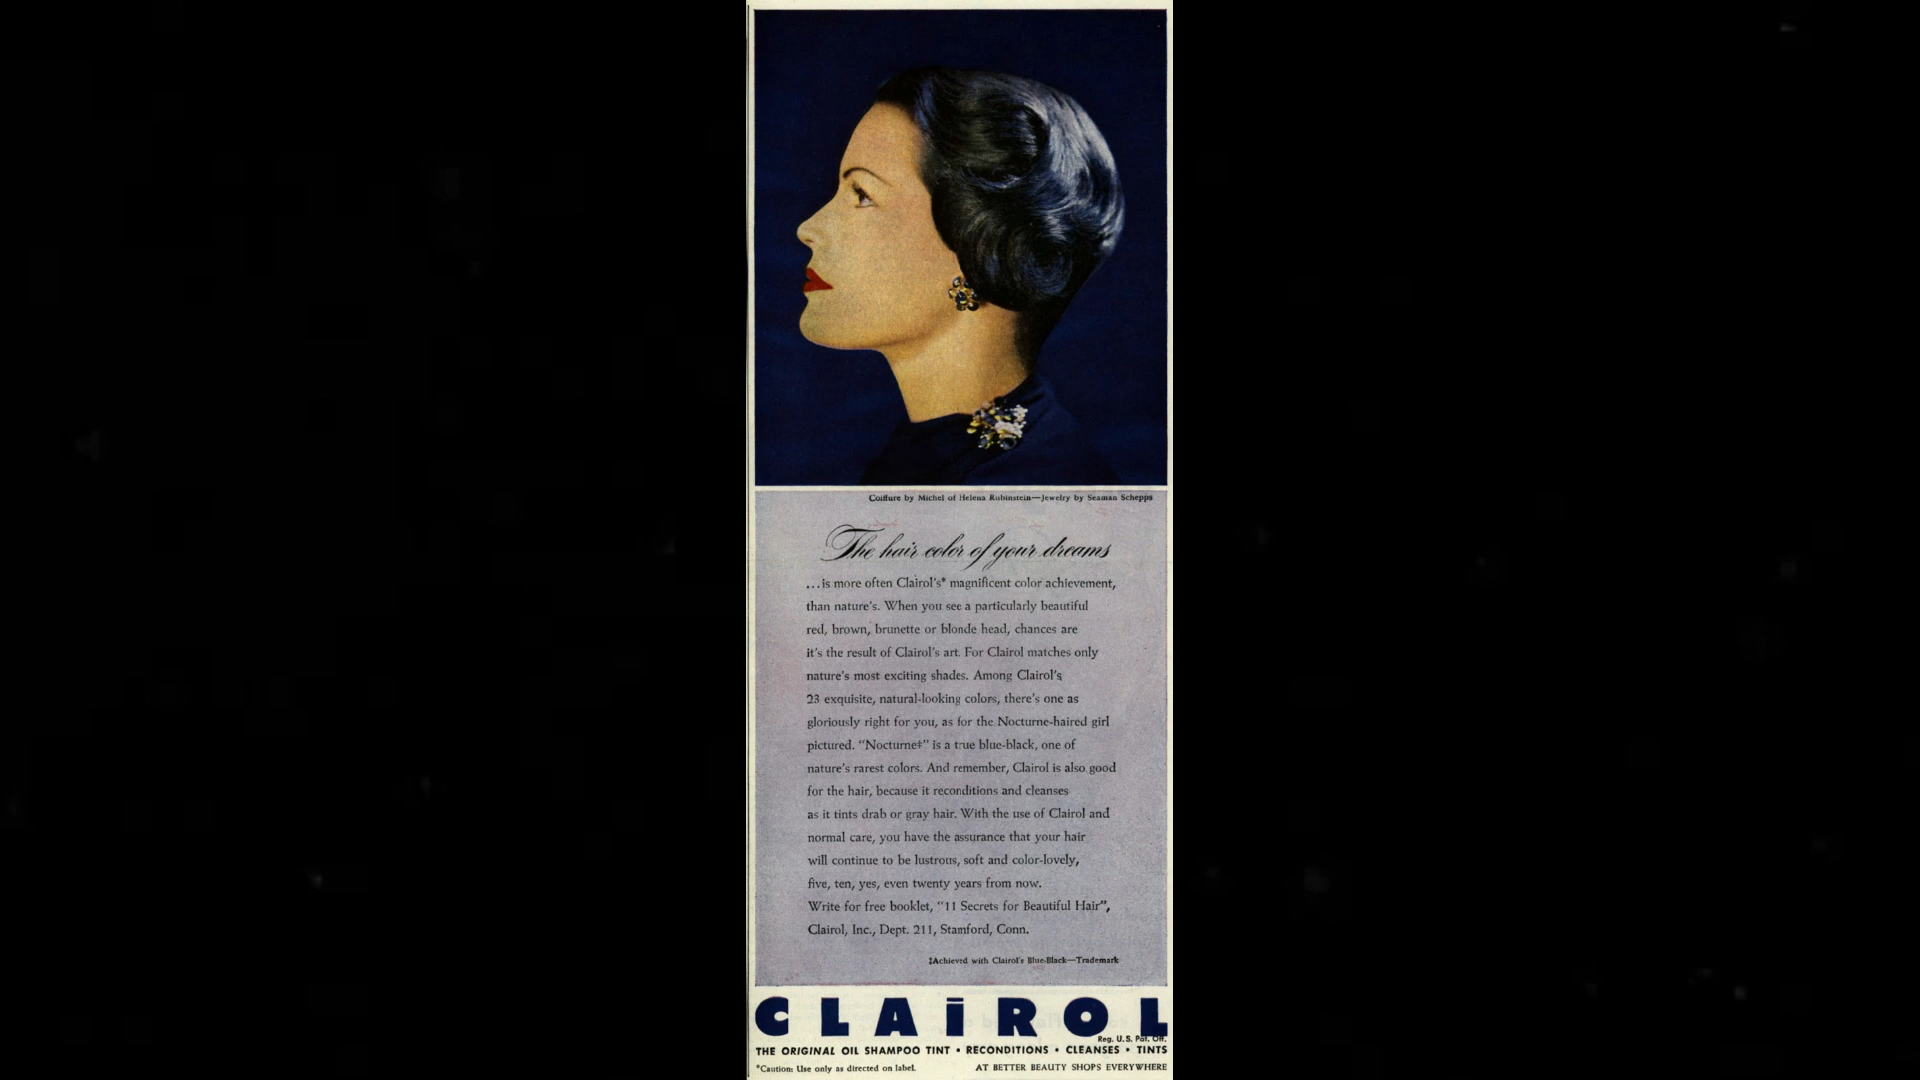 Coiffure by Michel of Helena Rubinstein—Jewelry by Seaman Schepps
The hair color of your dreams
...is more often Clairol's* magnificent color achievement,
than nature's. When you see a particularly beautiful
red, brown, brunette or blonde head, chances are
it's the result of Clairol's art. For Clairol matches only
nature's most exciting shades. Among Clairol's
23 exquisite, natural-looking colors, there's one as
gloriously right for you, as for the Nocturne-haired girl
pictured. "Nocturne‡" is a true blue-black, one of
nature's rarest colors. And remember, Clairol is also good
for the hair, because it reconditions and cleanses
as it tints drab or gray hair. With the use of Clairol and
normal care, you have the assurance that your hair
will continue to be lustrous, soft and color-lovely,
five, ten, yes, even twenty years from now.
Write for free booklet, "11 Secrets for Beautiful Hair",
Clairol, Inc., Dept. 211, Stamford, Conn.
‡Achieved with Clairol's Blue-Black—Trademark
CLAiROL
Reg. U. S. Pat. Off.
THE ORIGINAL OIL SHAMPOO TINT • RECONDITIONS • CLEANSES • TINTS
*Caution: Use only as directed on label. AT BETTER BEAUTY SHOPS EVERYWHERE